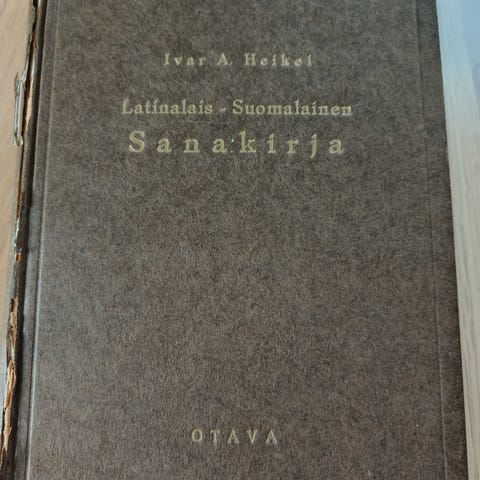 Ivar A. Heikel
Latinalais - Suomalainen
Sanakirja
OTAVA